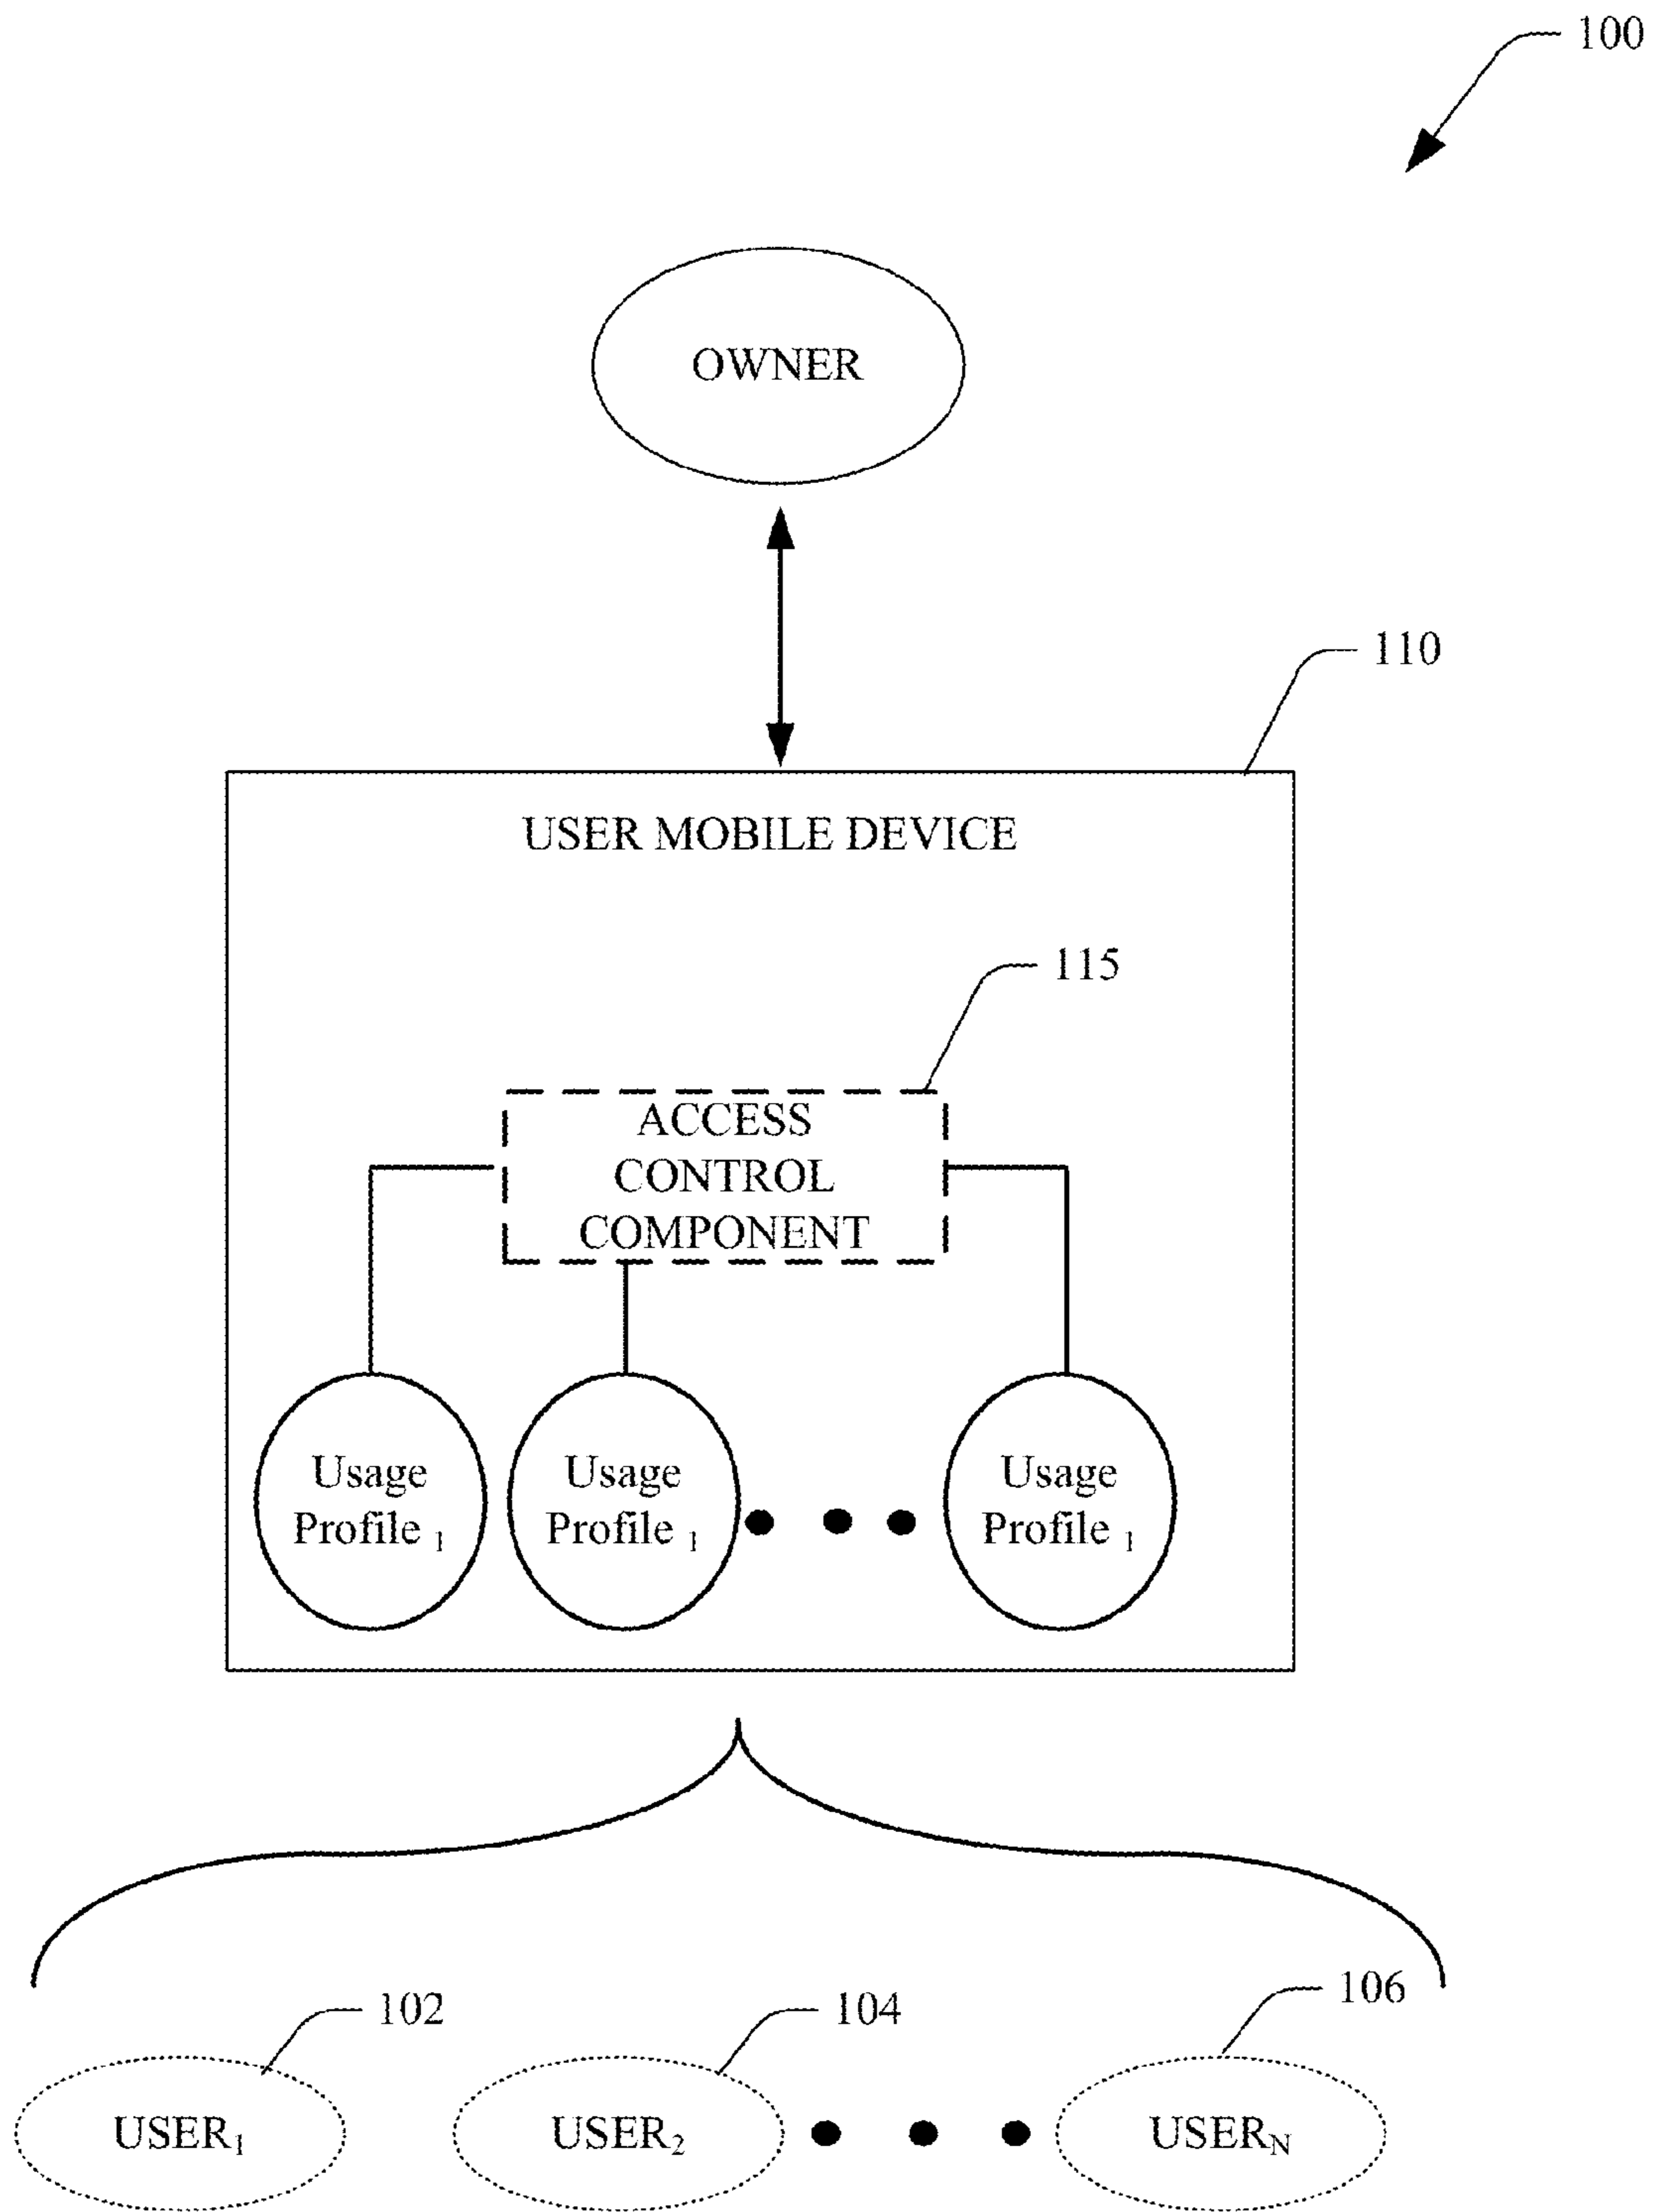 100
OWNER
110
USER MOBILE DEVICE
115
ACCESS
CONTROL
COMPONENT
Usage
Profile 1
Usage
Profile 1
Usage
Profile 1
102
104
106
USER1
USER2
USERN